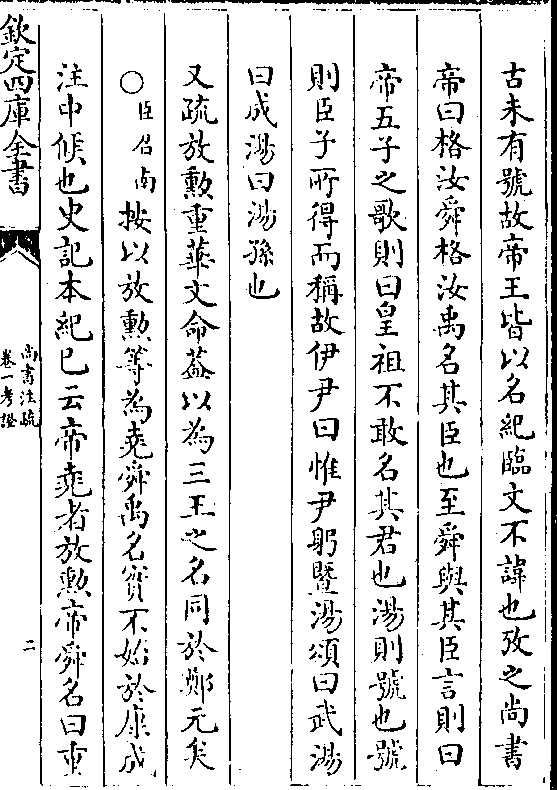 古未有號故帝王皆以名紀臨文不諱也攷之尚書
帝曰格汝舜格汝禹名其臣也至舜與其臣言則曰
帝五子之歌則曰皇祖不敢名其君也湯則號也號
則臣子所得而稱故伊尹曰惟尹躬暨湯頌曰武湯
曰成湯曰湯孫也
又疏放勲重華文命葢以為三王之名同於鄭元矣
○臣召南按以放勲等為堯舜禹名實不始於康成
注中候也史記本紀已云帝堯者放勲帝舜名曰重
欽定四庫全書
尚書注疏
卷一考證
二